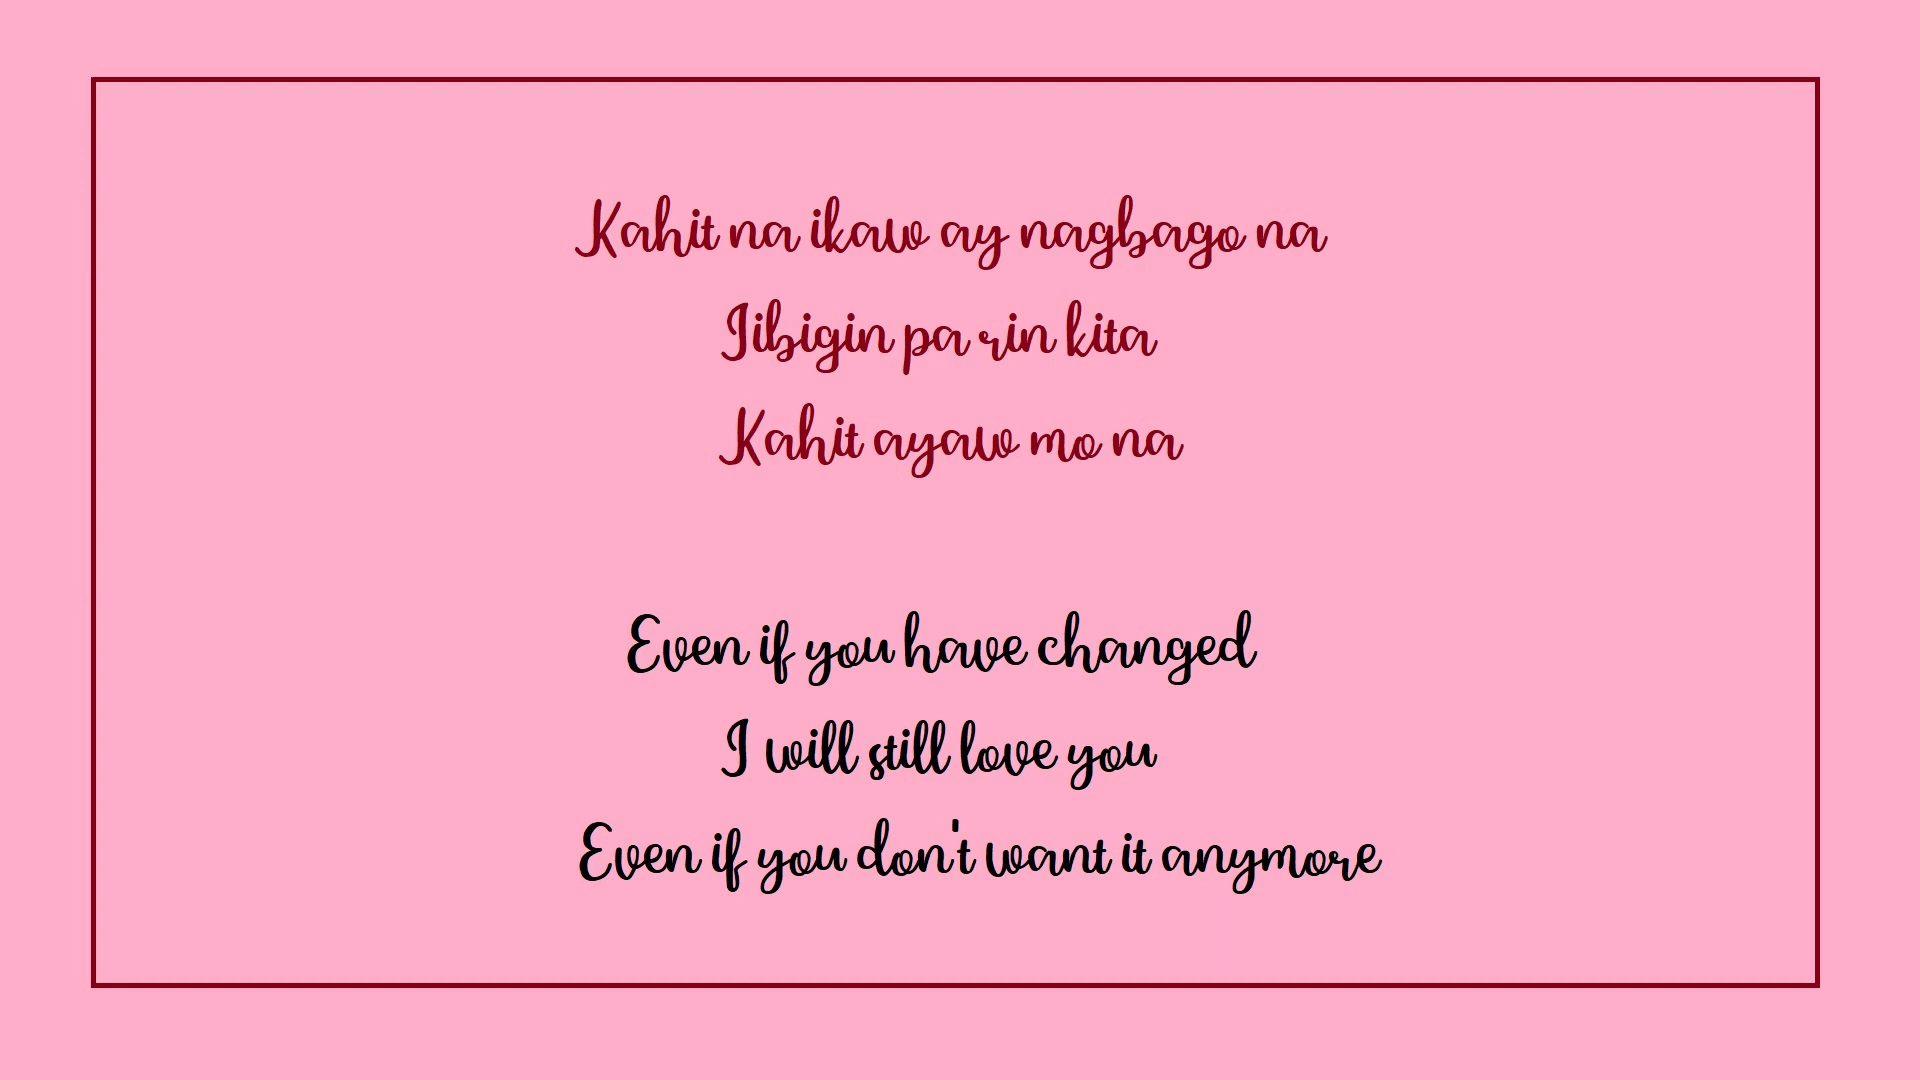 Kahit na ikaw ay nagbago na
Iibigin pa rin kita
Kahit ayaw mo na
Even if you have changed
I will still love you
Even if you don't want it anymore